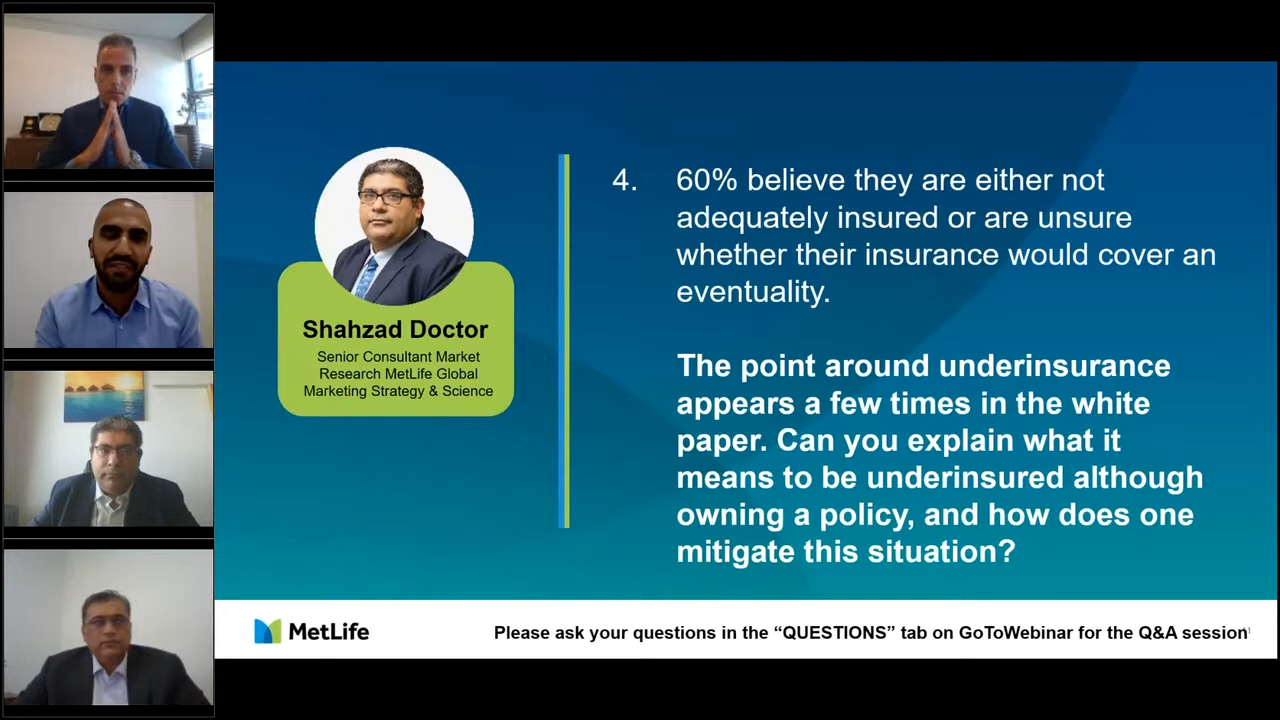 Shahzad Doctor
Senior Consultant Market
Research MetLife Global
Marketing Strategy & Science
4. 60% believe they are either not
adequately insured or are unsure
whether their insurance would cover an
eventuality.
The point around underinsurance
appears a few times in the white
paper. Can you explain what it
means to be underinsured although
owning a policy, and how does one
mitigate this situation?
MetLife
Please ask your questions in the “QUESTIONS” tab on GoToWebinar for the Q&A session